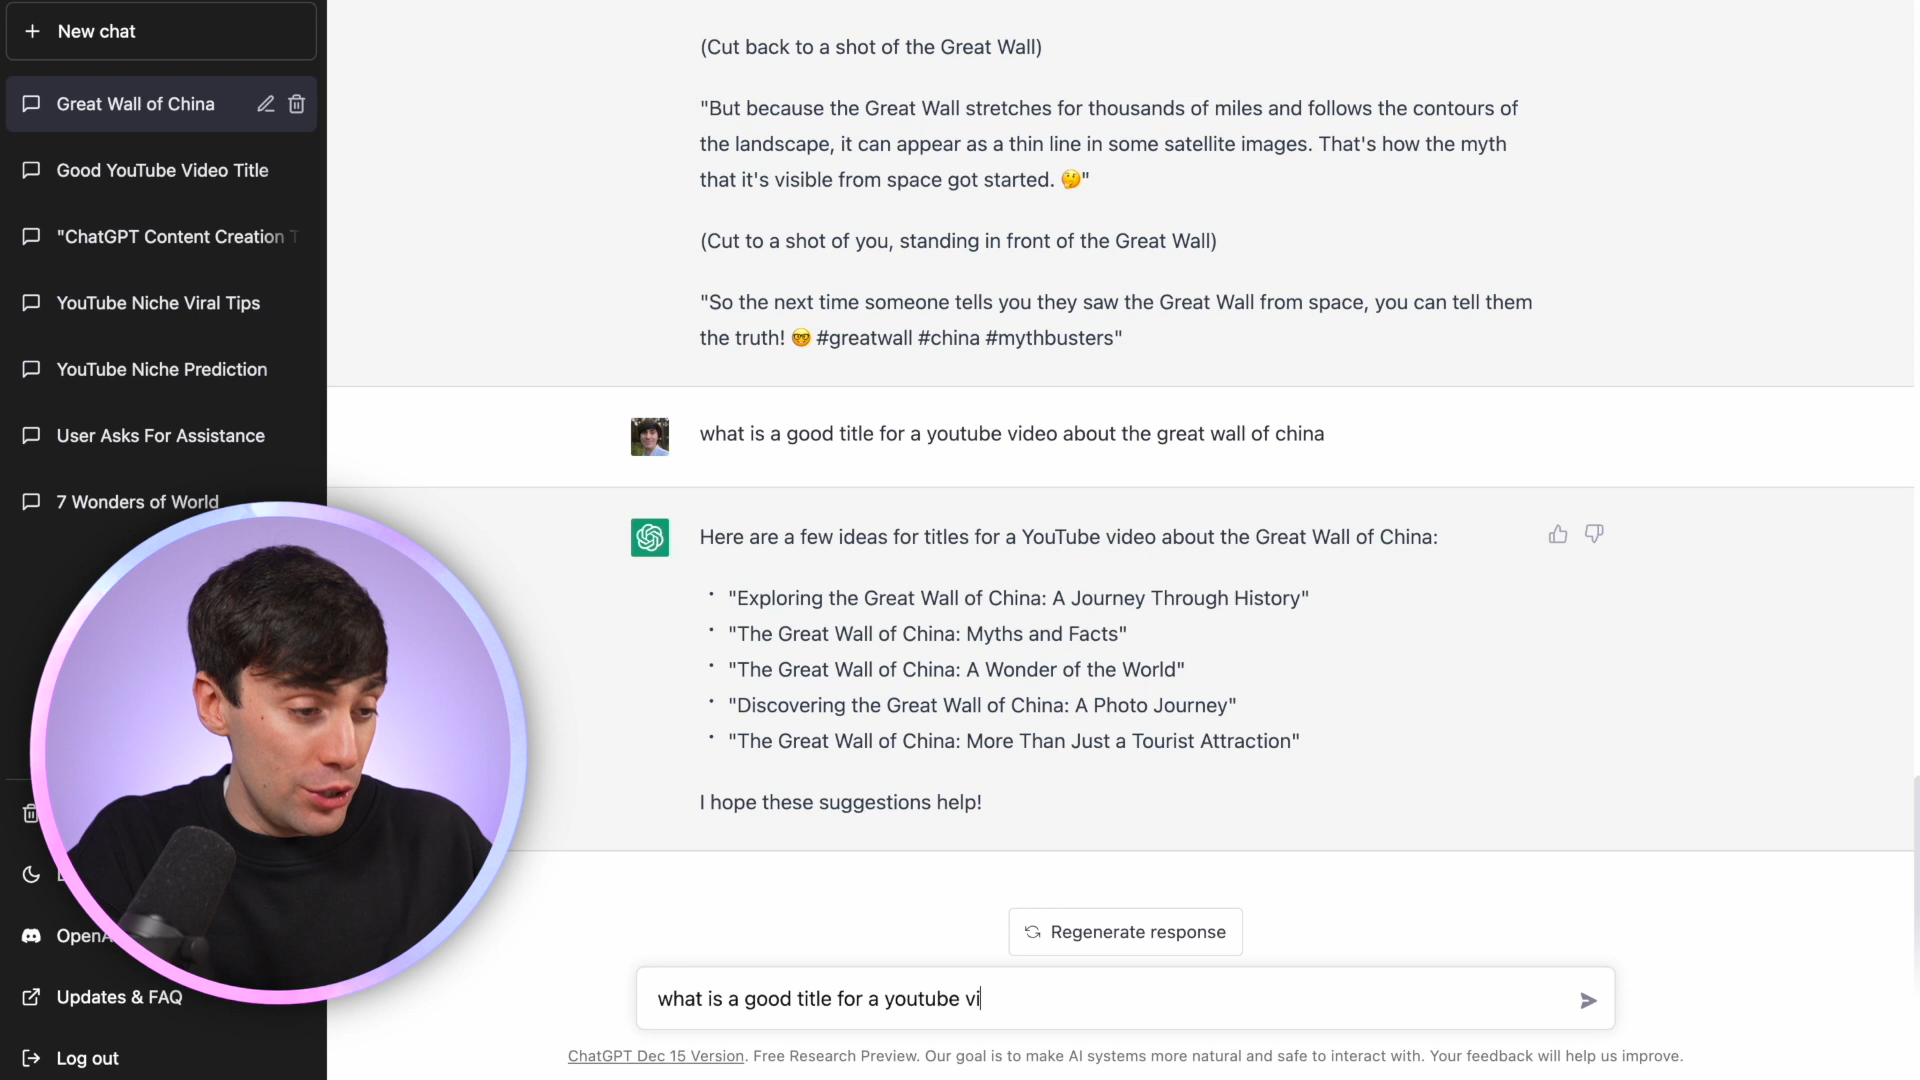 New chat
Great Wall of China
Good YouTube Video Title
"ChatGPT Content Creation T
YouTube Niche Viral Tips
YouTube Niche Prediction
User Asks For Assistance
7 Wonders of World
OpenA
Updates & FAQ
Log out
(Cut back to a shot of the Great Wall)
"But because the Great Wall stretches for thousands of miles and follows the contours of
the landscape, it can appear as a thin line in some satellite images. That's how the myth
that it's visible from space got started. 🤔"
(Cut to a shot of you, standing in front of the Great Wall)
"So the next time someone tells you they saw the Great Wall from space, you can tell them
the truth! 🤓 #greatwall #china #mythbusters"
what is a good title for a youtube video about the great wall of china
Here are a few ideas for titles for a YouTube video about the Great Wall of China:
• "Exploring the Great Wall of China: A Journey Through History"
• "The Great Wall of China: Myths and Facts"
• "The Great Wall of China: A Wonder of the World"
• "Discovering the Great Wall of China: A Photo Journey"
• "The Great Wall of China: More Than Just a Tourist Attraction"
I hope these suggestions help!
Regenerate response
what is a good title for a youtube vi
ChatGPT Dec 15 Version. Free Research Preview. Our goal is to make AI systems more natural and safe to interact with. Your feedback will help us improve.